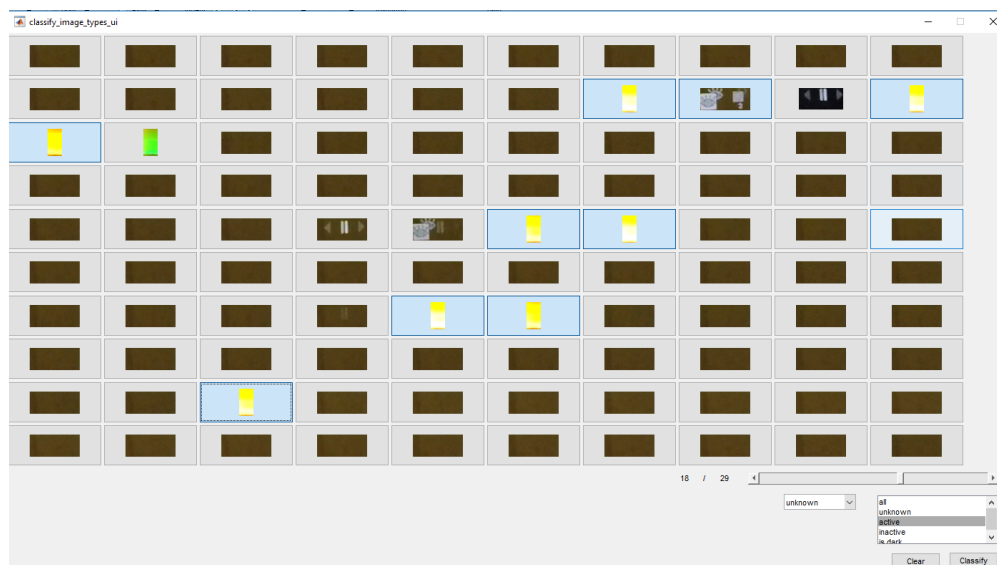 classify_image_types_ui
18 / 29
unknown
all
unknown
active
inactive
is dark
Clear
Classify